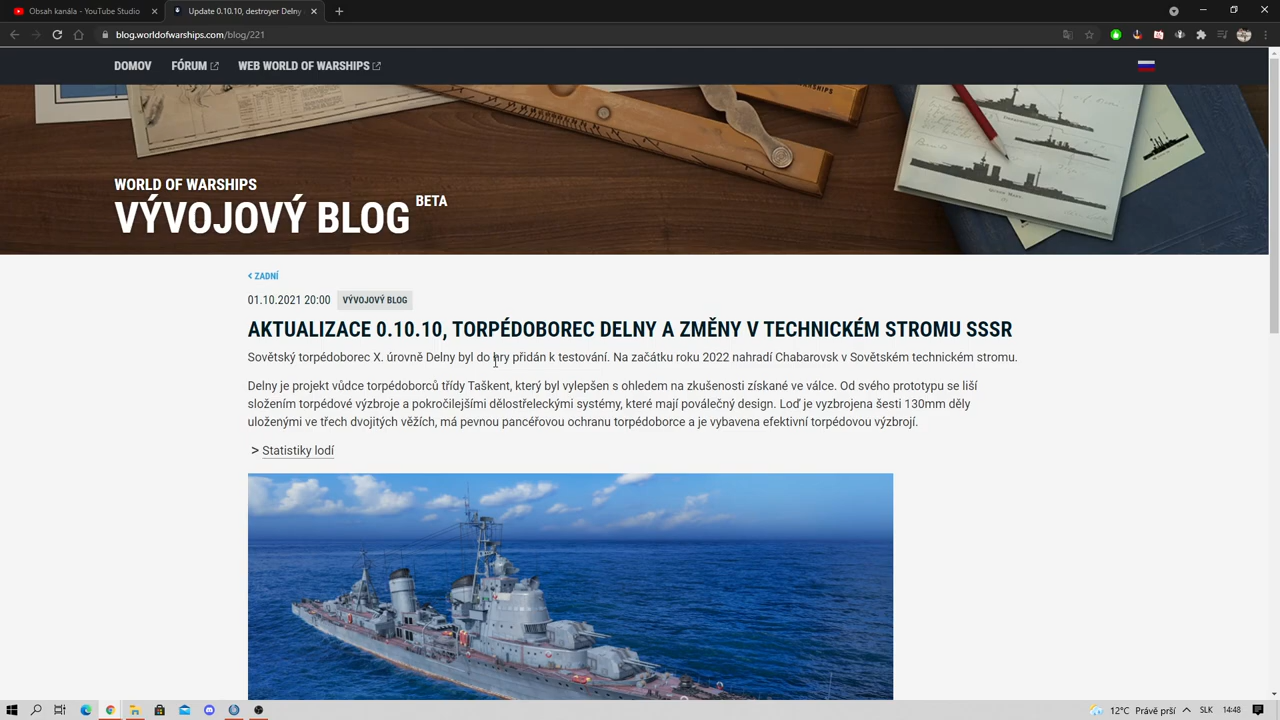 Obsah kanála - YouTube Studio
Update 0.10.10, destroyer Delny
blog.worldofwarships.com/blog/221
DOMOV FÓRUM WEB WORLD OF WARSHIPS
WORLD OF WARSHIPS
VÝVOJOVÝ BLOG BETA
ZADNÍ
01.10.2021 20:00 VÝVOJOVÝ BLOG
AKTUALIZACE 0.10.10, TORPÉDOBOREC DELNY A ZMĚNY V TECHNICKÉM STROMU SSSR
Sovětský torpédoborec X. úrovně Delny byl do hry přidán k testování. Na začátku roku 2022 nahradí Chabarovsk v Sovětském technickém stromu.
Delny je projekt vůdce torpédoborců třídy Taškent, který byl vylepšen s ohledem na zkušenosti získané ve válce. Od svého prototypu se liší
složením torpédové výzbroje a pokročilejšími dělostřeleckými systémy, které mají poválečný design. Loď je vyzbrojena šesti 130mm děly
uloženými ve třech dvojitých věžích, má pevnou pancéřovou ochranu torpédoborce a je vybavena efektivní torpédovou výzbrojí.
> Statistiky lodí
12°C Právě prší SLK 14:48